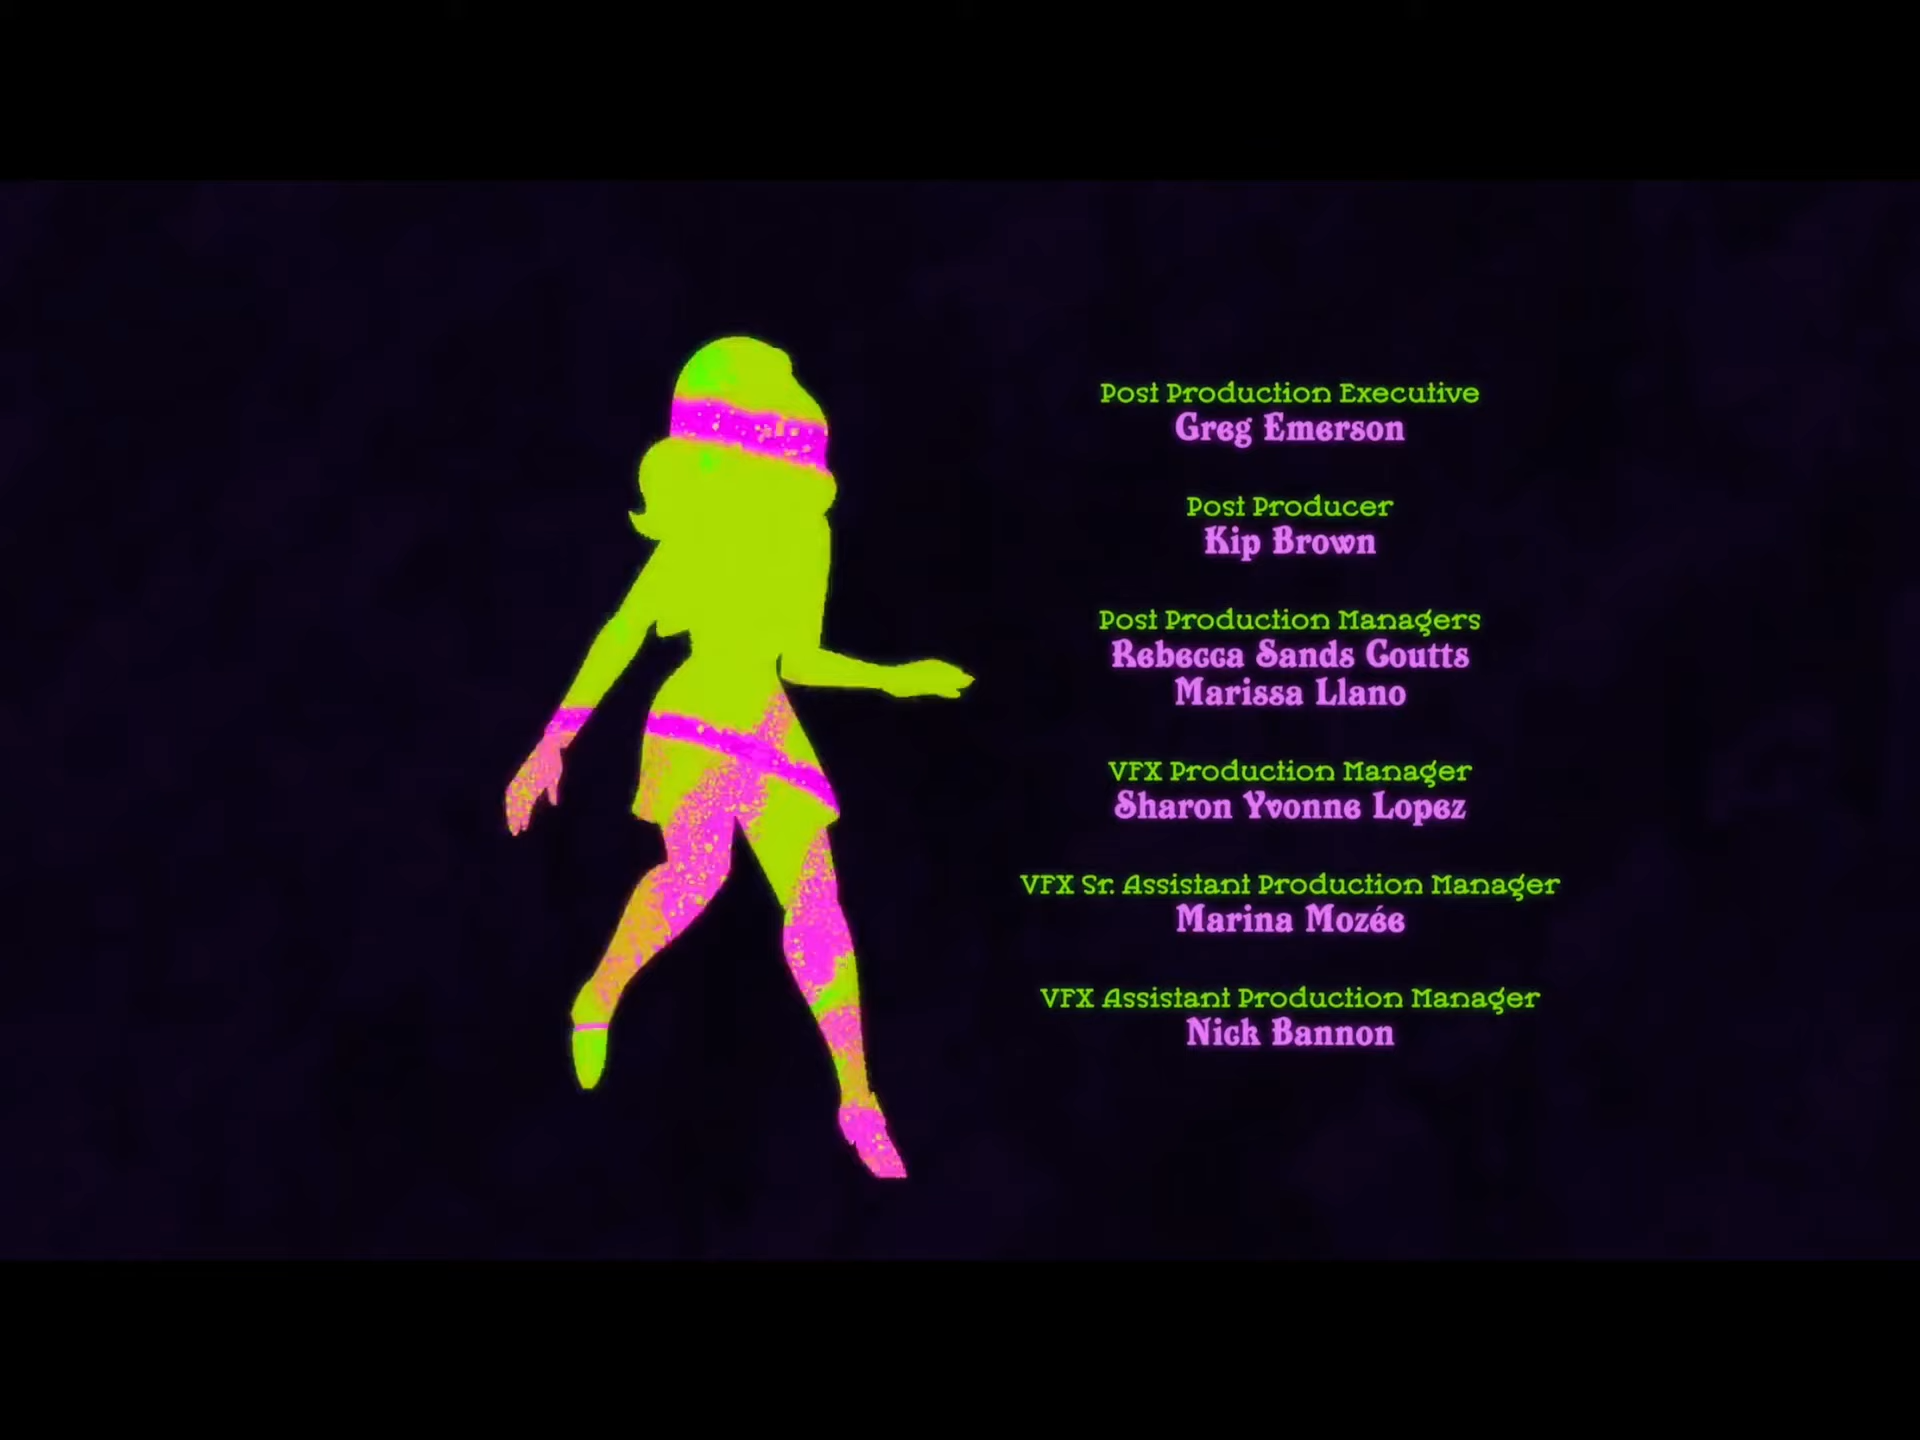 Post Production Executive
Greg Emerson
Post Producer
Kip Brown
Post Production Managers
Rebecca Sands Coutts
Marissa Llano
VFX Production Manager
Sharon Yvonne Lopez
VFX Sr. Assistant Production Manager
Marina Mozée
VFX Assistant Production Manager
Nick Bannon